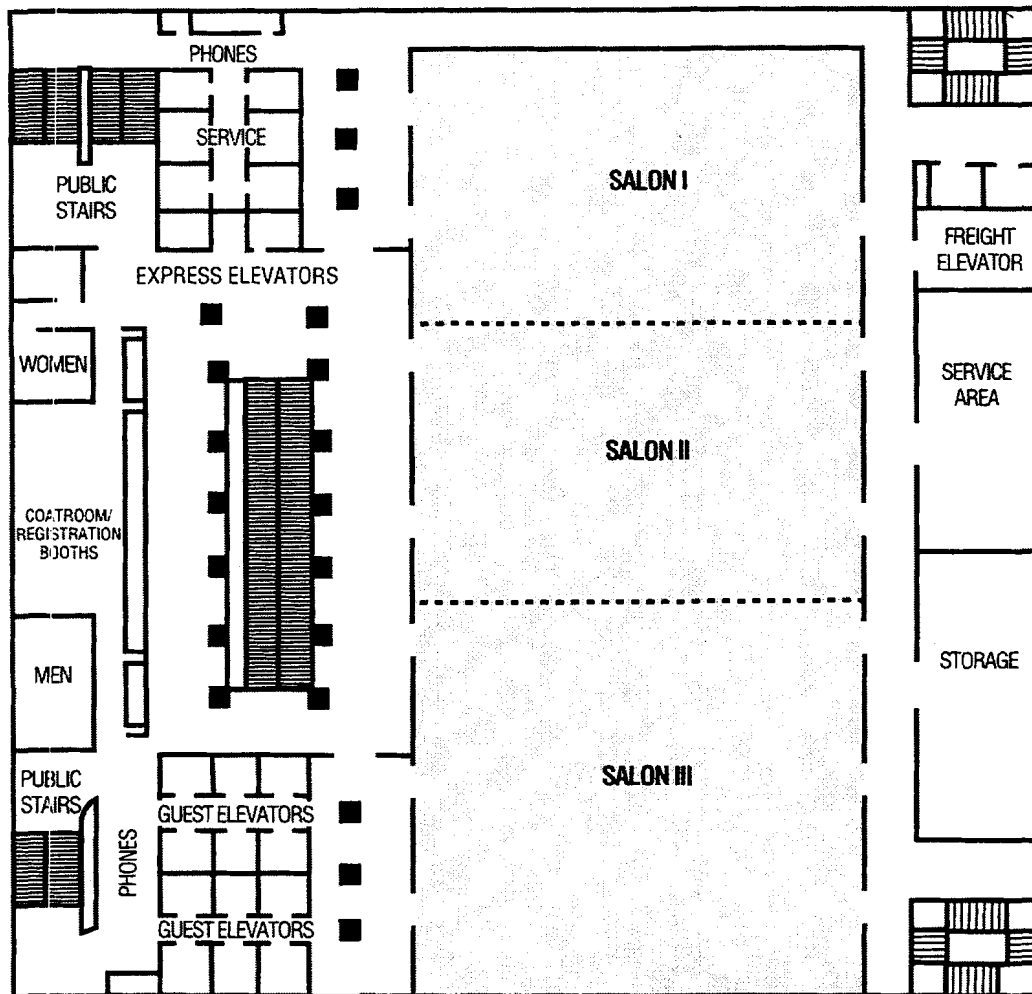 PHONES
SERVICE
SALON I
PUBLIC
STAIRS
FREIGHT
ELEVATOR
EXPRESS ELEVATORS
WOMEN
SERVICE
AREA
SALON II
COATROOM/
REGISTRATION
BOOTHS
MEN
STORAGE
SALON III
PUBLIC
STAIRS
GUEST ELEVATORS
PHONES
GUEST ELEVATORS